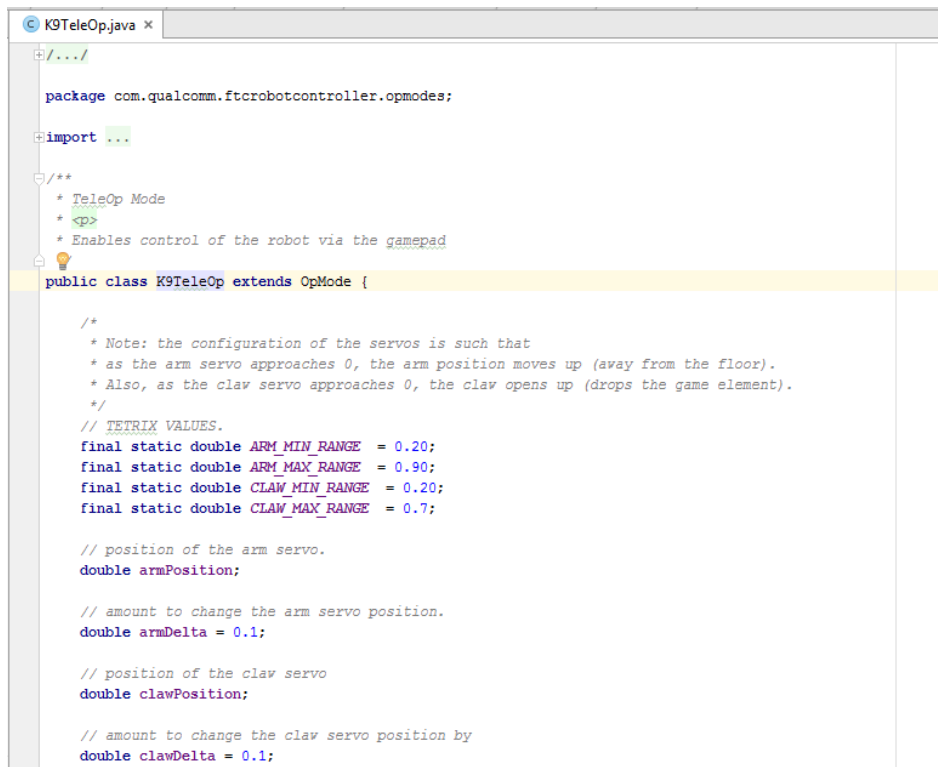 K9TeleOp.java
/.../
package com.qualcomm.ftcrobotcontroller.opmodes;
import ...
/**
* TeleOp Mode
* <p>
* Enables control of the robot via the gamepad
public class K9TeleOp extends OpMode {
/*
* Note: the configuration of the servos is such that
* as the arm servo approaches 0, the arm position moves up (away from the floor).
* Also, as the claw servo approaches 0, the claw opens up (drops the game element).
*/
// TETRIX VALUES.
final static double ARM_MIN_RANGE  = 0.20;
final static double ARM_MAX_RANGE  = 0.90;
final static double CLAW_MIN_RANGE  = 0.20;
final static double CLAW_MAX_RANGE  = 0.7;
// position of the arm servo.
double armPosition;
// amount to change the arm servo position.
double armDelta = 0.1;
// position of the claw servo
double clawPosition;
// amount to change the claw servo position by
double clawDelta = 0.1;